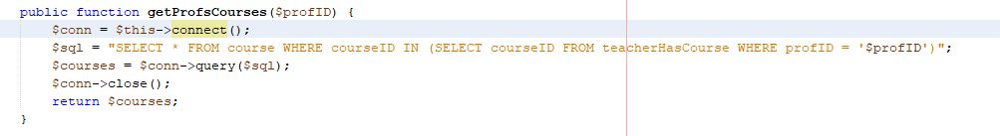 public function getProfsCourses($profID) {
$conn = $this->connect();
$sql = "SELECT * FROM course WHERE courseID IN (SELECT courseID FROM teacherHasCourse WHERE profID = '$profID')";
$courses = $conn->query($sql);
$conn->close();
return $courses;
}